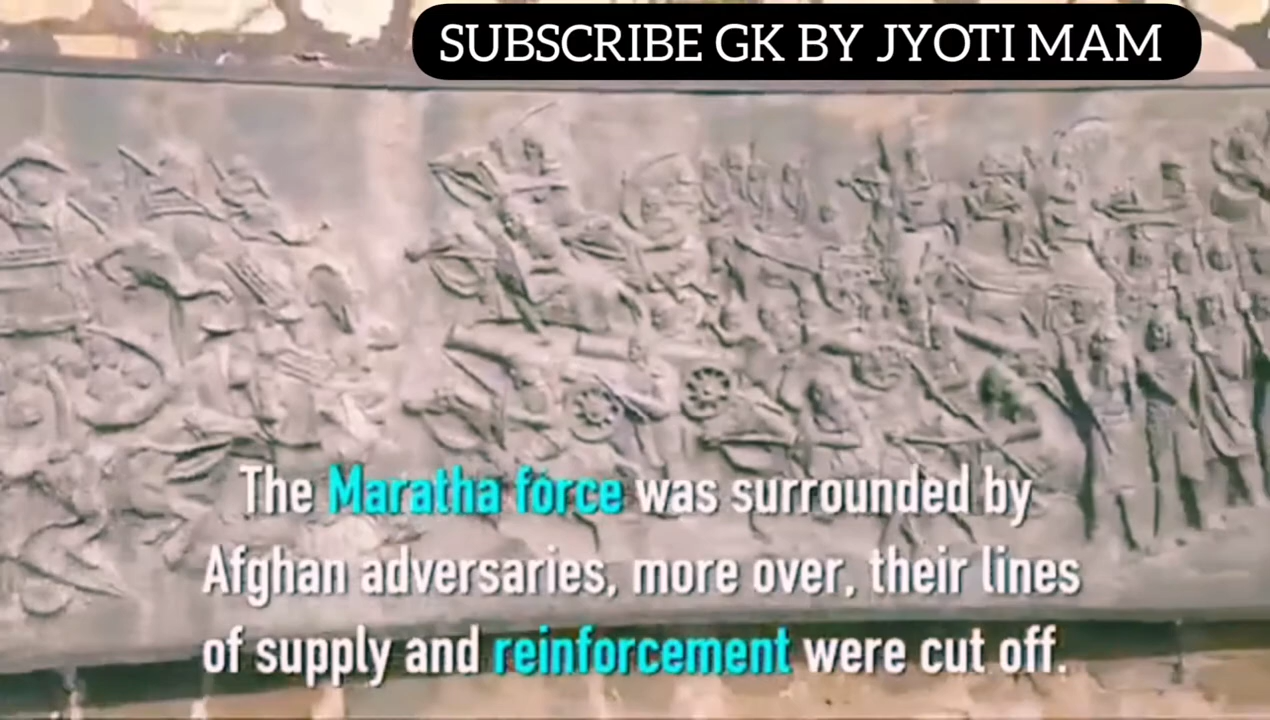 SUBSCRIBE GK BY JYOTI MAM
The Maratha force was surrounded by
Afghan adversaries, more over, their lines
of supply and reinforcement were cut off.